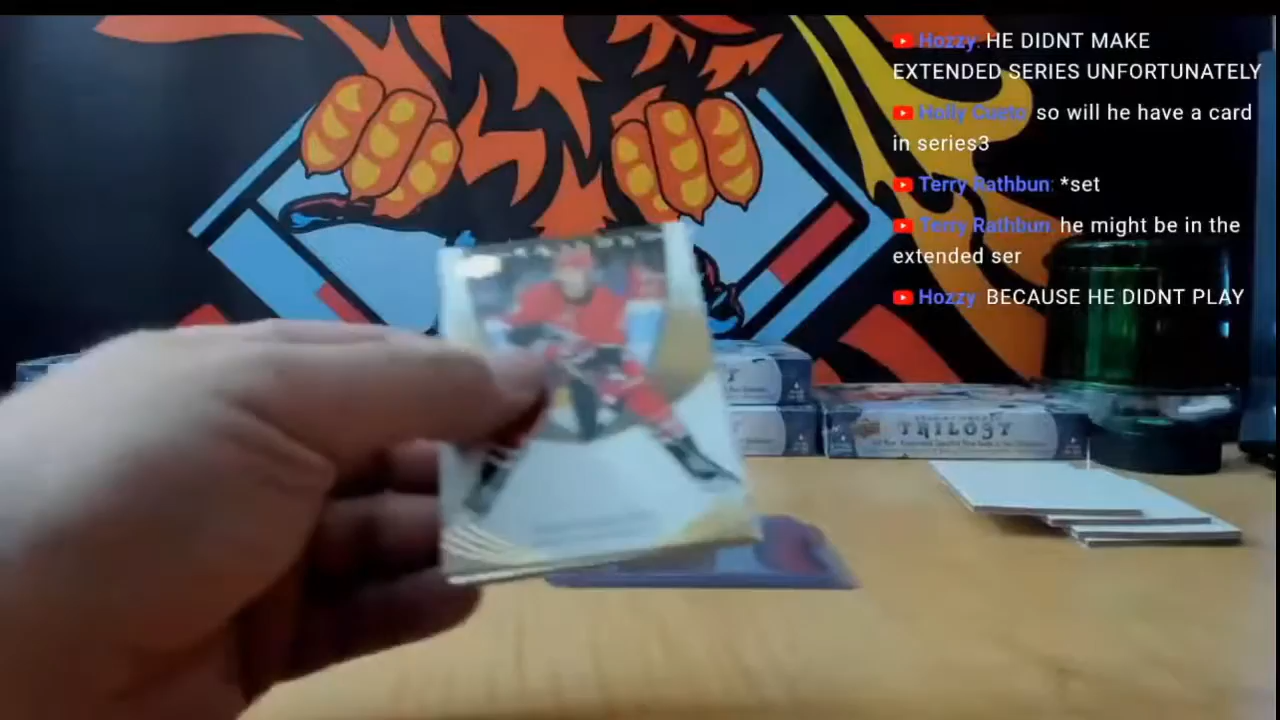 Hozzy: HE DIDNT MAKE
EXTENDED SERIES UNFORTUNATELY
Holly Cueto: so will he have a card
in series3
Terry Rathbun: *set
Terry Rathbun: he might be in the
extended ser
Hozzy: BECAUSE HE DIDNT PLAY
TRILOGY